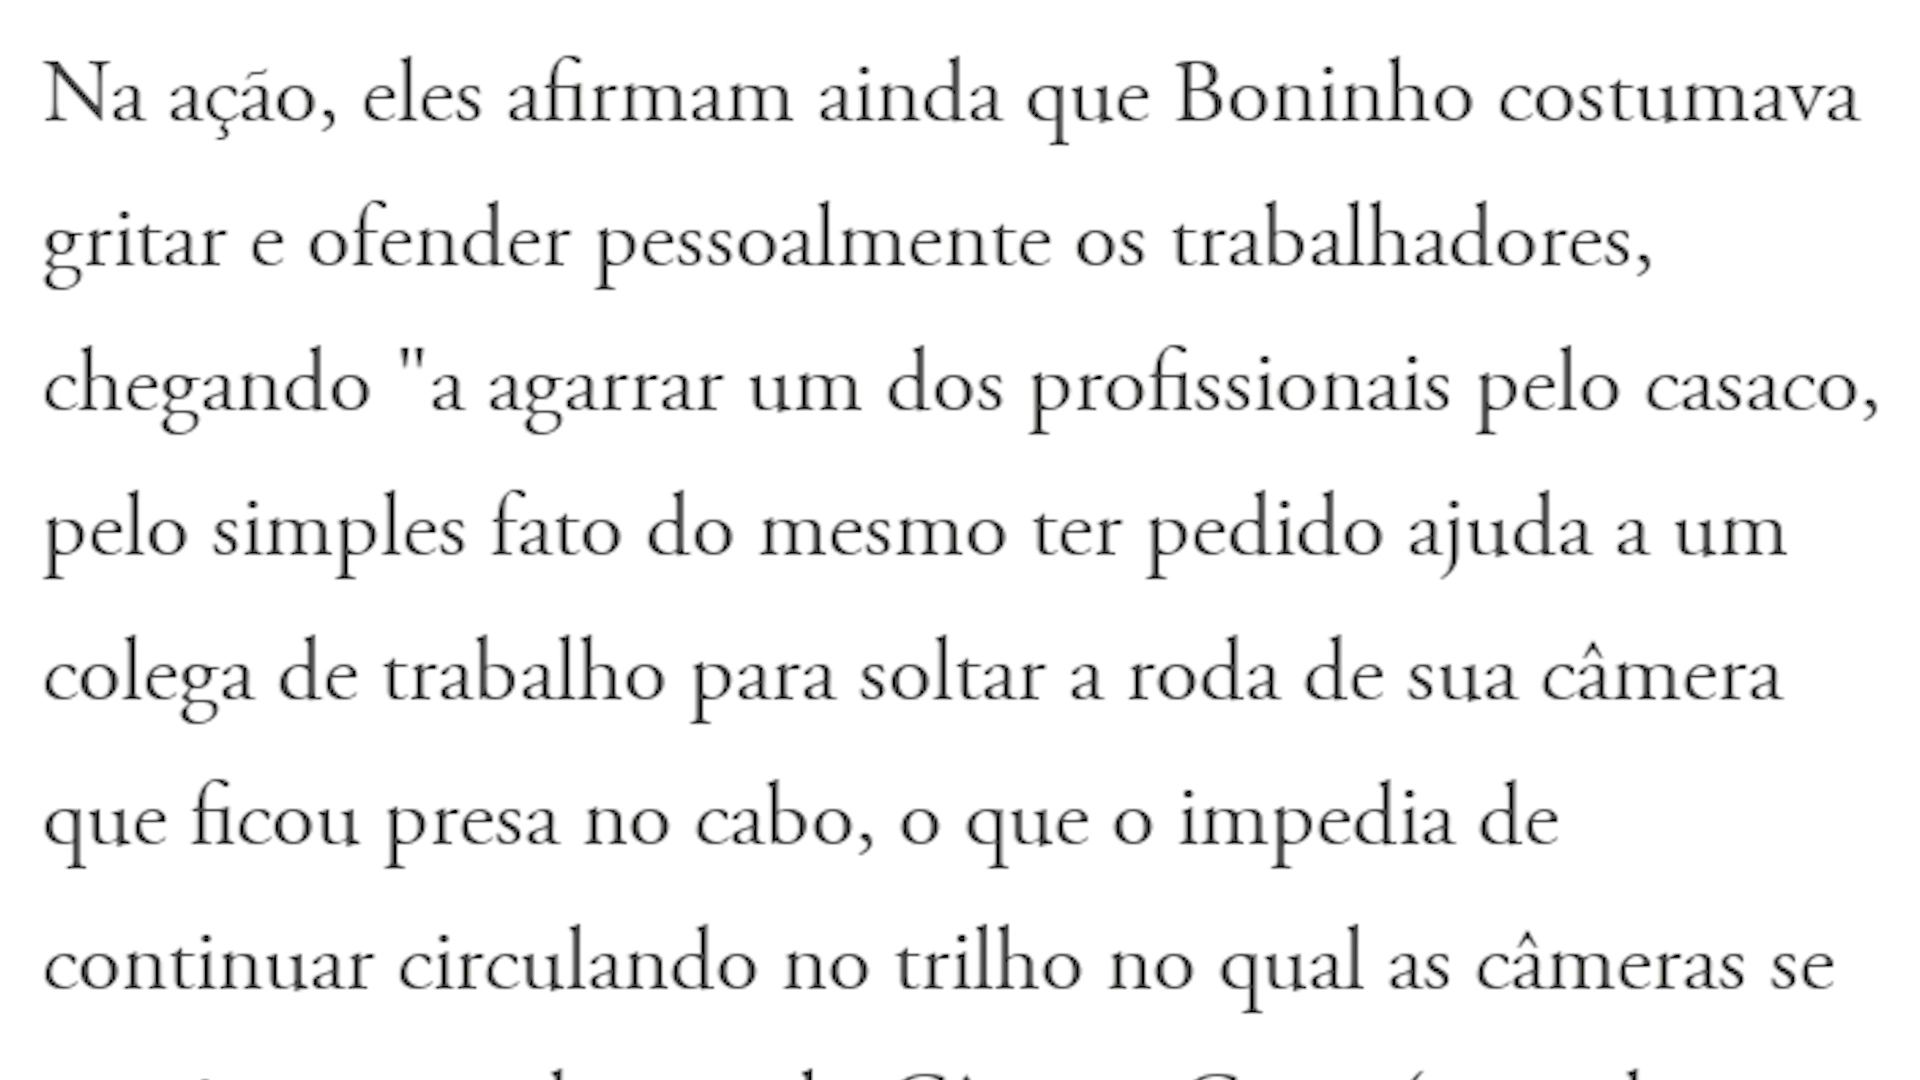 Na ação, eles afirmam ainda que Boninho costumava
gritar e ofender pessoalmente os trabalhadores,
chegando "a agarrar um dos profissionais pelo casaco,
pelo simples fato do mesmo ter pedido ajuda a um
colega de trabalho para soltar a roda de sua câmera
que ficou presa no cabo, o que o impedia de
continuar circulando no trilho no qual as câmeras se